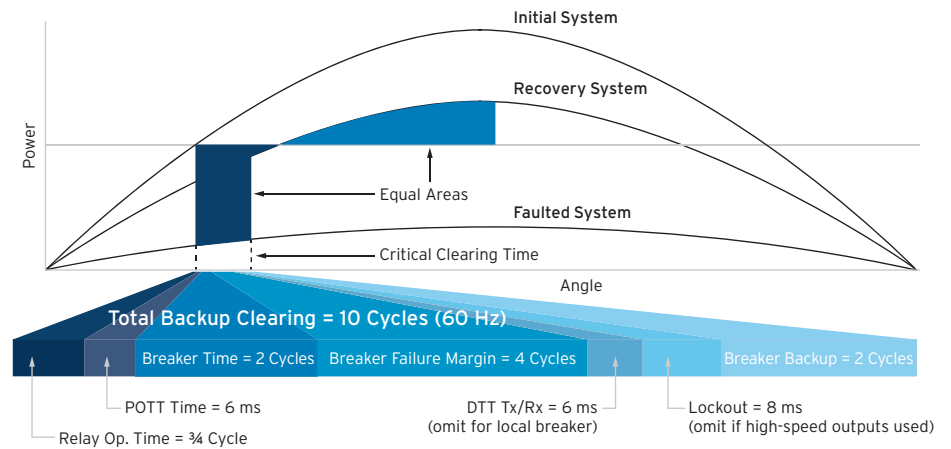 Initial System
Recovery System
Power
Equal Areas
Faulted System
Critical Clearing Time
Angle
Total Backup Clearing = 10 Cycles (60 Hz)
Breaker Time = 2 Cycles
Breaker Failure Margin = 4 Cycles
Breaker Backup = 2 Cycles
POTT Time = 6 ms
DTT Tx/Rx = 6 ms
(omit for local breaker)
Lockout = 8 ms
(omit if high-speed outputs used)
Relay Op. Time = ¾ Cycle